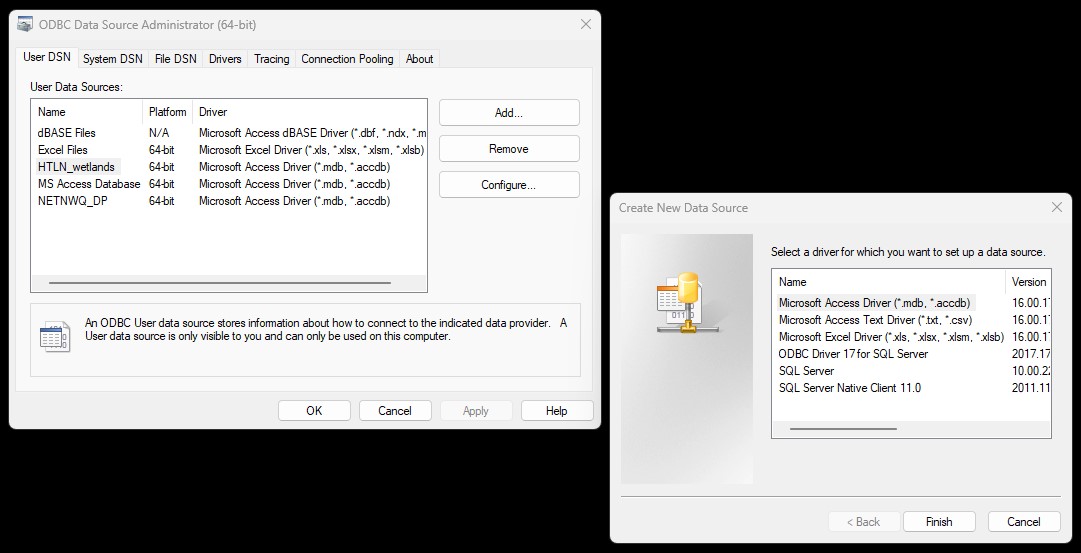 ODBC Data Source Administrator (64-bit)
User DSN System DSN File DSN Drivers Tracing Connection Pooling About
User Data Sources:
Name Platform Driver
dBASE Files N/A Microsoft Access dBASE Driver (*.dbf, *.ndx, *.m
Excel Files 64-bit Microsoft Excel Driver (*.xls, *.xlsx, *.xlsm, *.xlsb)
HTLN_wetlands 64-bit Microsoft Access Driver (*.mdb, *.accdb)
MS Access Database 64-bit Microsoft Access Driver (*.mdb, *.accdb)
NETNWQ_DP 64-bit Microsoft Access Driver (*.mdb, *.accdb)
Add...
Remove
Configure...
An ODBC User data source stores information about how to connect to the indicated data provider. A
User data source is only visible to you and can only be used on this computer.
OK Cancel Apply Help
Create New Data Source
Select a driver for which you want to set up a data source.
Name Version
Microsoft Access Driver (*.mdb, *.accdb) 16.00.17
Microsoft Access Text Driver (*.txt, *.csv) 16.00.17
Microsoft Excel Driver (*.xls, *.xlsx, *.xlsm, *.xlsb) 16.00.17
ODBC Driver 17 for SQL Server 2017.17
SQL Server 10.00.22
SQL Server Native Client 11.0 2011.11
< Back Finish Cancel